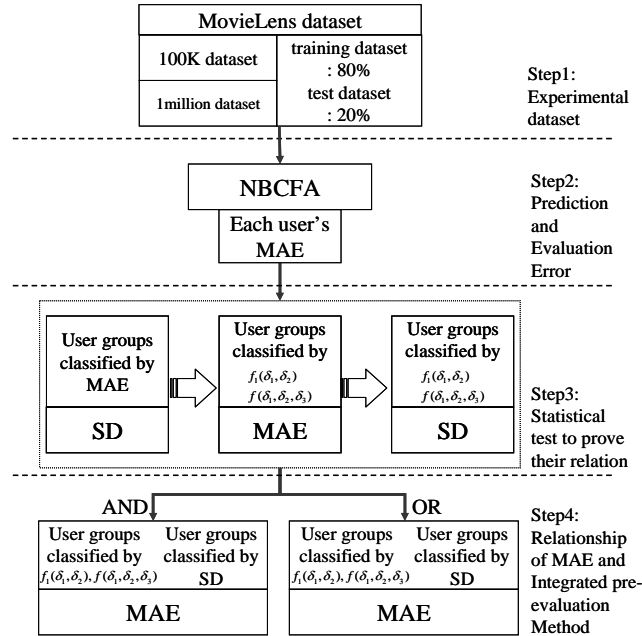 MovieLens dataset
100K dataset
1million dataset
training dataset
: 80%
test dataset
: 20%
Step1:
Experimental
dataset
NBCFA
Each user's
MAE
Step2:
Prediction
and
Evaluation
Error
User groups
classified by
MAE
SD
User groups
classified by
f₁(δ₁,δ₂)
f(δ₁,δ₂,δ₃)
MAE
User groups
classified by
f₁(δ₁,δ₂)
f(δ₁,δ₂,δ₃)
SD
Step3:
Statistical
test to prove
their relation
AND
OR
User groups
classified by
f₁(δ₁,δ₂),f(δ₁,δ₂,δ₃)
User groups
classified by
SD
MAE
User groups
classified by
f₁(δ₁,δ₂),f(δ₁,δ₂,δ₃)
User groups
classified by
SD
MAE
Step4:
Relationship
of MAE and
Integrated pre-
evaluation
Method